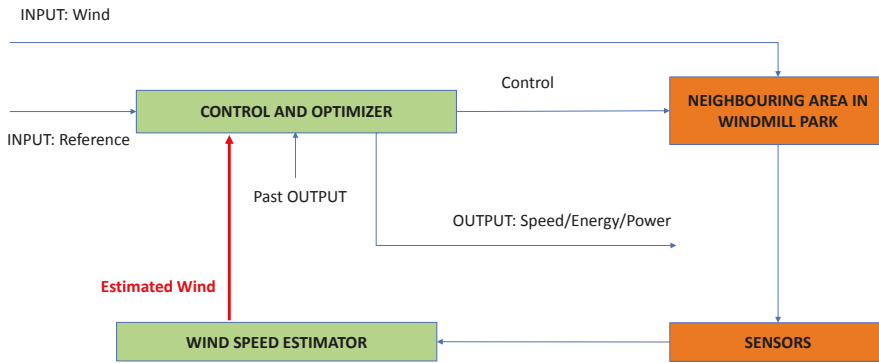 INPUT: Wind
Control
CONTROL AND OPTIMIZER
NEIGHBOURING AREA IN
WINDMILL PARK
INPUT: Reference
Past OUTPUT
OUTPUT: Speed/Energy/Power
Estimated Wind
WIND SPEED ESTIMATOR
SENSORS